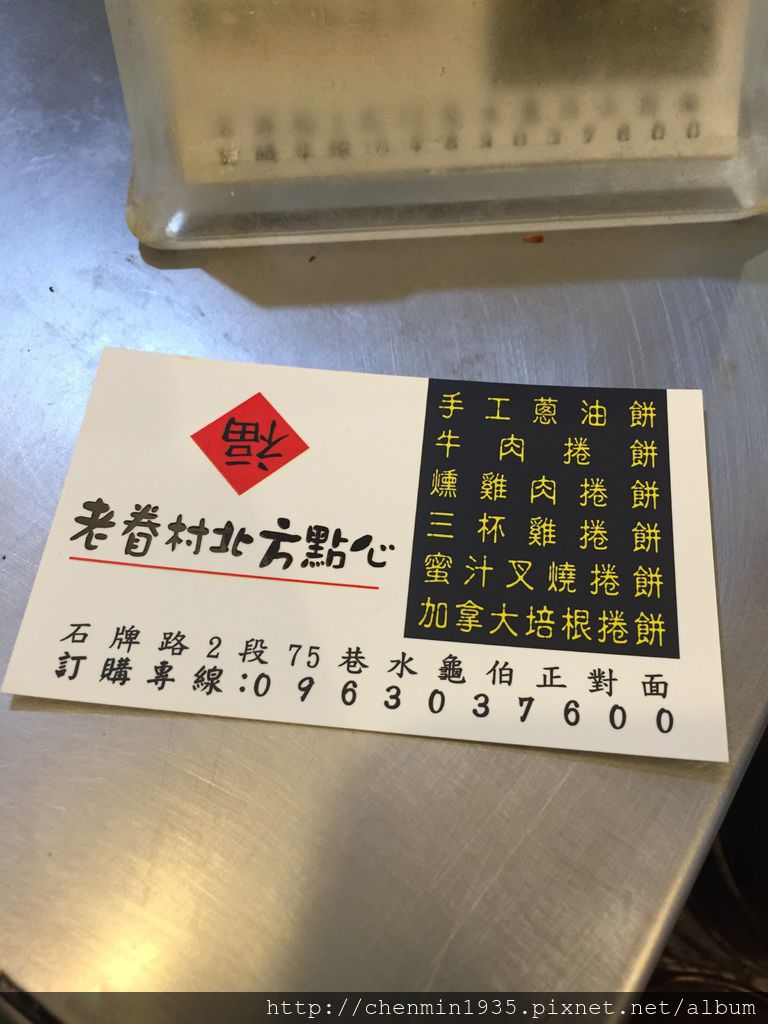 福
老眷村北方點心
手工蔥油餅
牛肉捲餅
燻雞肉捲餅
三杯雞捲餅
蜜汁叉燒捲餅
加拿大培根捲餅
石牌路2段75巷水龜伯正對面
訂購專線:0963037600
http://chenmin1935.pixnet.net/album